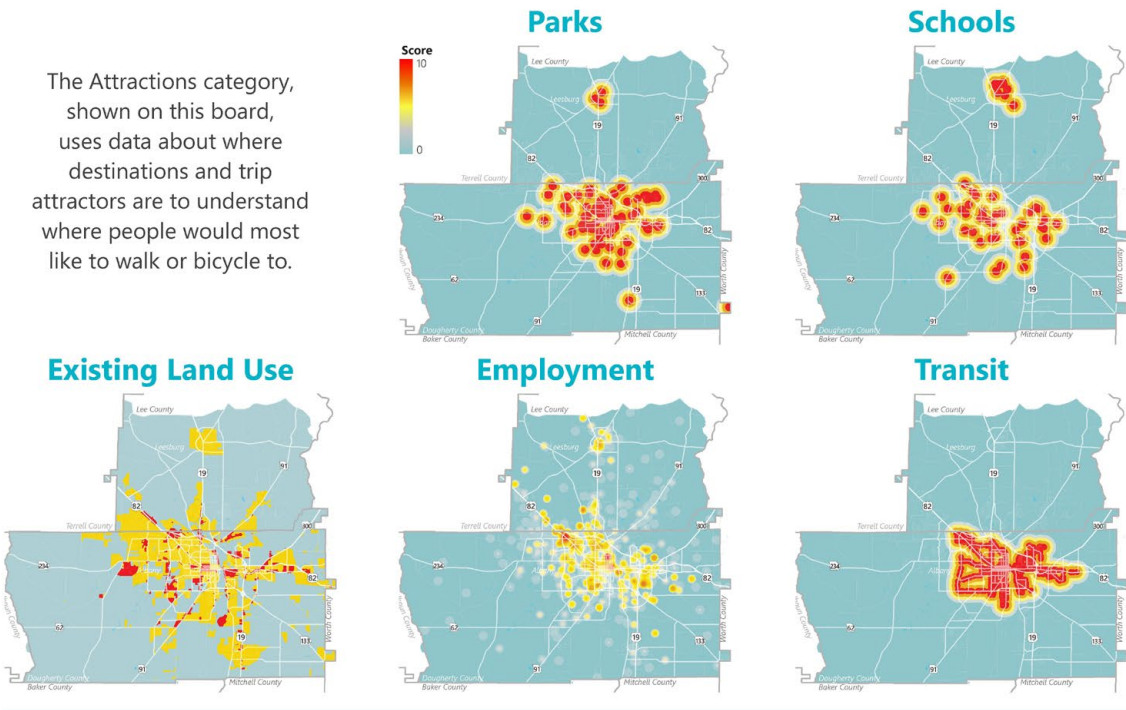 The Attractions category,
shown on this board,
uses data about where
destinations and trip
attractors are to understand
where people would most
like to walk or bicycle to.
Parks
Score
10
0
Lee County
Leesburg
19
91
82
Terrell County
300
234
82
62
19
133
91
Worth County
Dougherty County
Baker County
Mitchell County
Schools
Lee County
Leesburg
19
91
82
Terrell County
300
234
82
62
19
133
91
Worth County
Dougherty County
Baker County
Mitchell County
Existing Land Use
Lee County
Leesburg
19
91
82
Terrell County
300
234
82
62
19
133
91
Worth County
Dougherty County
Baker County
Mitchell County
Employment
Lee County
Leesburg
19
91
82
Terrell County
300
234
82
62
19
133
91
Worth County
Dougherty County
Baker County
Mitchell County
Transit
Lee County
Leesburg
19
91
82
Terrell County
300
234
82
62
19
133
91
Worth County
Dougherty County
Baker County
Mitchell County